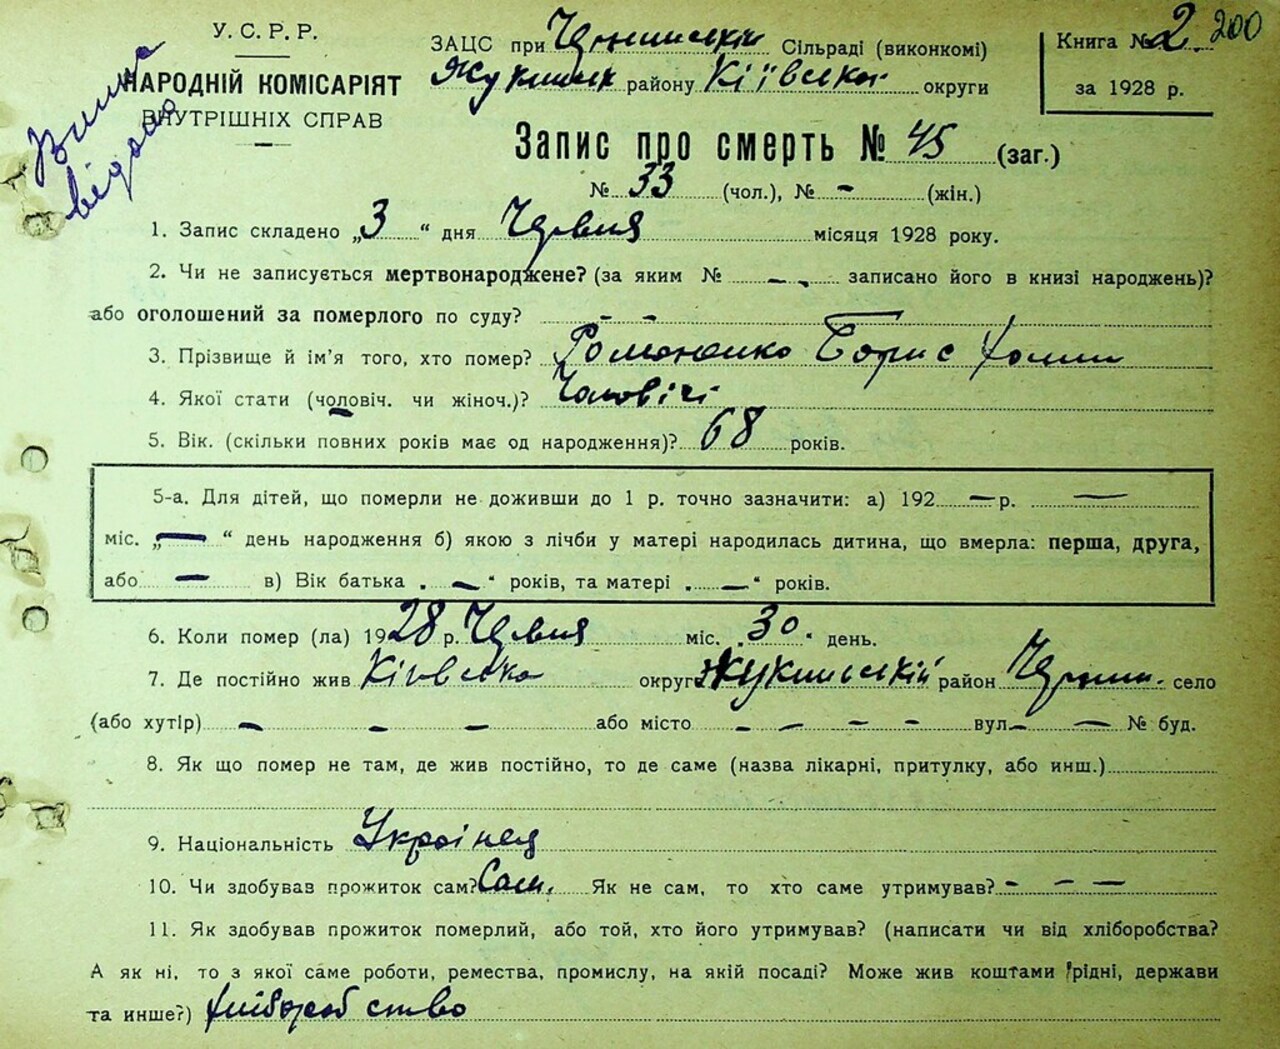 У. С. Р. Р.
НАРОДНІЙ КОМІСАРІЯТ
ВНУТРІШНІХ СПРАВ
відома
ЗАЦС при Сільраді (виконкомі)
району Київська округи
Книга № 2. 200
за 1928 р.
Запис про смерть № 45 (заг.)
№ 33 (чол.), № - (жін.)
1. Запис складено „3“ дня Червня місяця 1928 року.
2. Чи не записується мертвонароджене? (за яким № - - записано його в книзі народжень)?
або оголошений за померлого по суду? - -
3. Прізвище й ім'я того, хто помер? Романенко Борис
4. Якої стати (чоловіч. чи жіноч.)? Чоловічі
5. Вік. (скільки повних років має од народження)? 68 років.
5-а. Для дітей, що померли не доживши до 1 р. точно зазначити: а) 192 — р. —
міс. „—“ день народження б) якою з лічби у матері народилась дитина, що вмерла: перша, друга,
або — в) Вік батька „—“ років, та матері „—“ років.
6. Коли помер (ла) 1928 р. Червня міс. „30“ день.
7. Де постійно жив Київська округа район село
(або хутір) - - - або місто - - - - вул. - - № буд.
8. Як що помер не там, де жив постійно, то де саме (назва лікарні, притулку, або инш.)
9. Національність Українец
10. Чи здобував прожиток сам? Сам. Як не сам, то хто саме утримував? - - -
11. Як здобував прожиток померлий, або той, хто його утримував? (написати чи від хліборобства?
А як ні, то з якої саме роботи, ремества, промислу, на якій посаді? Може жив коштами рідні, держави
та инше?) хліборобство